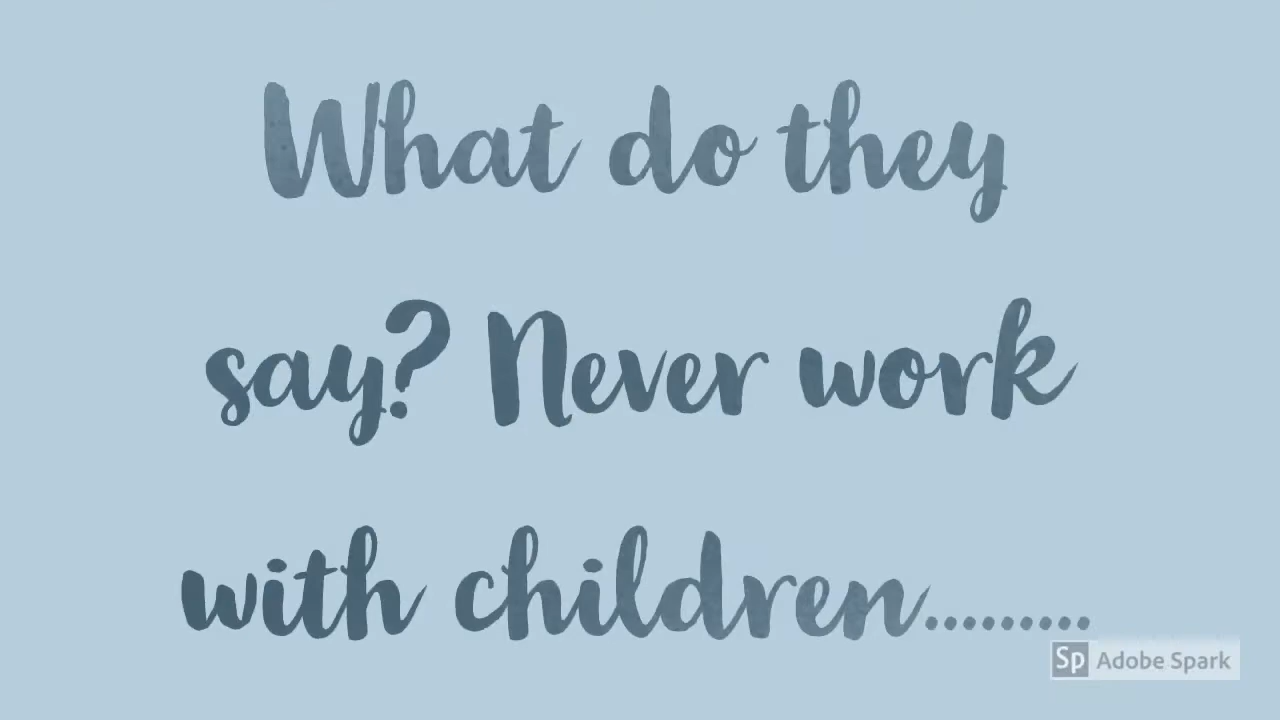 What do they
say? Never work
with children.........
Sp Adobe Spark